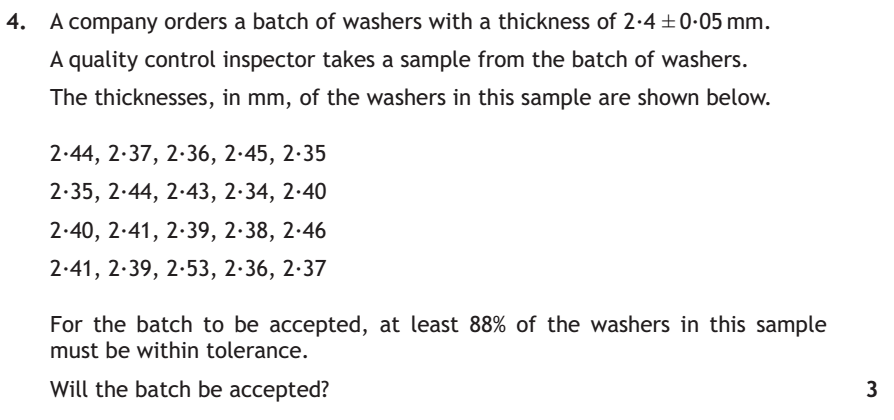 4. A company orders a batch of washers with a thickness of 2·4 ± 0·05 mm.
A quality control inspector takes a sample from the batch of washers.
The thicknesses, in mm, of the washers in this sample are shown below.
2·44, 2·37, 2·36, 2·45, 2·35
2·35, 2·44, 2·43, 2·34, 2·40
2·40, 2·41, 2·39, 2·38, 2·46
2·41, 2·39, 2·53, 2·36, 2·37
For the batch to be accepted, at least 88% of the washers in this sample
must be within tolerance.
Will the batch be accepted? 3